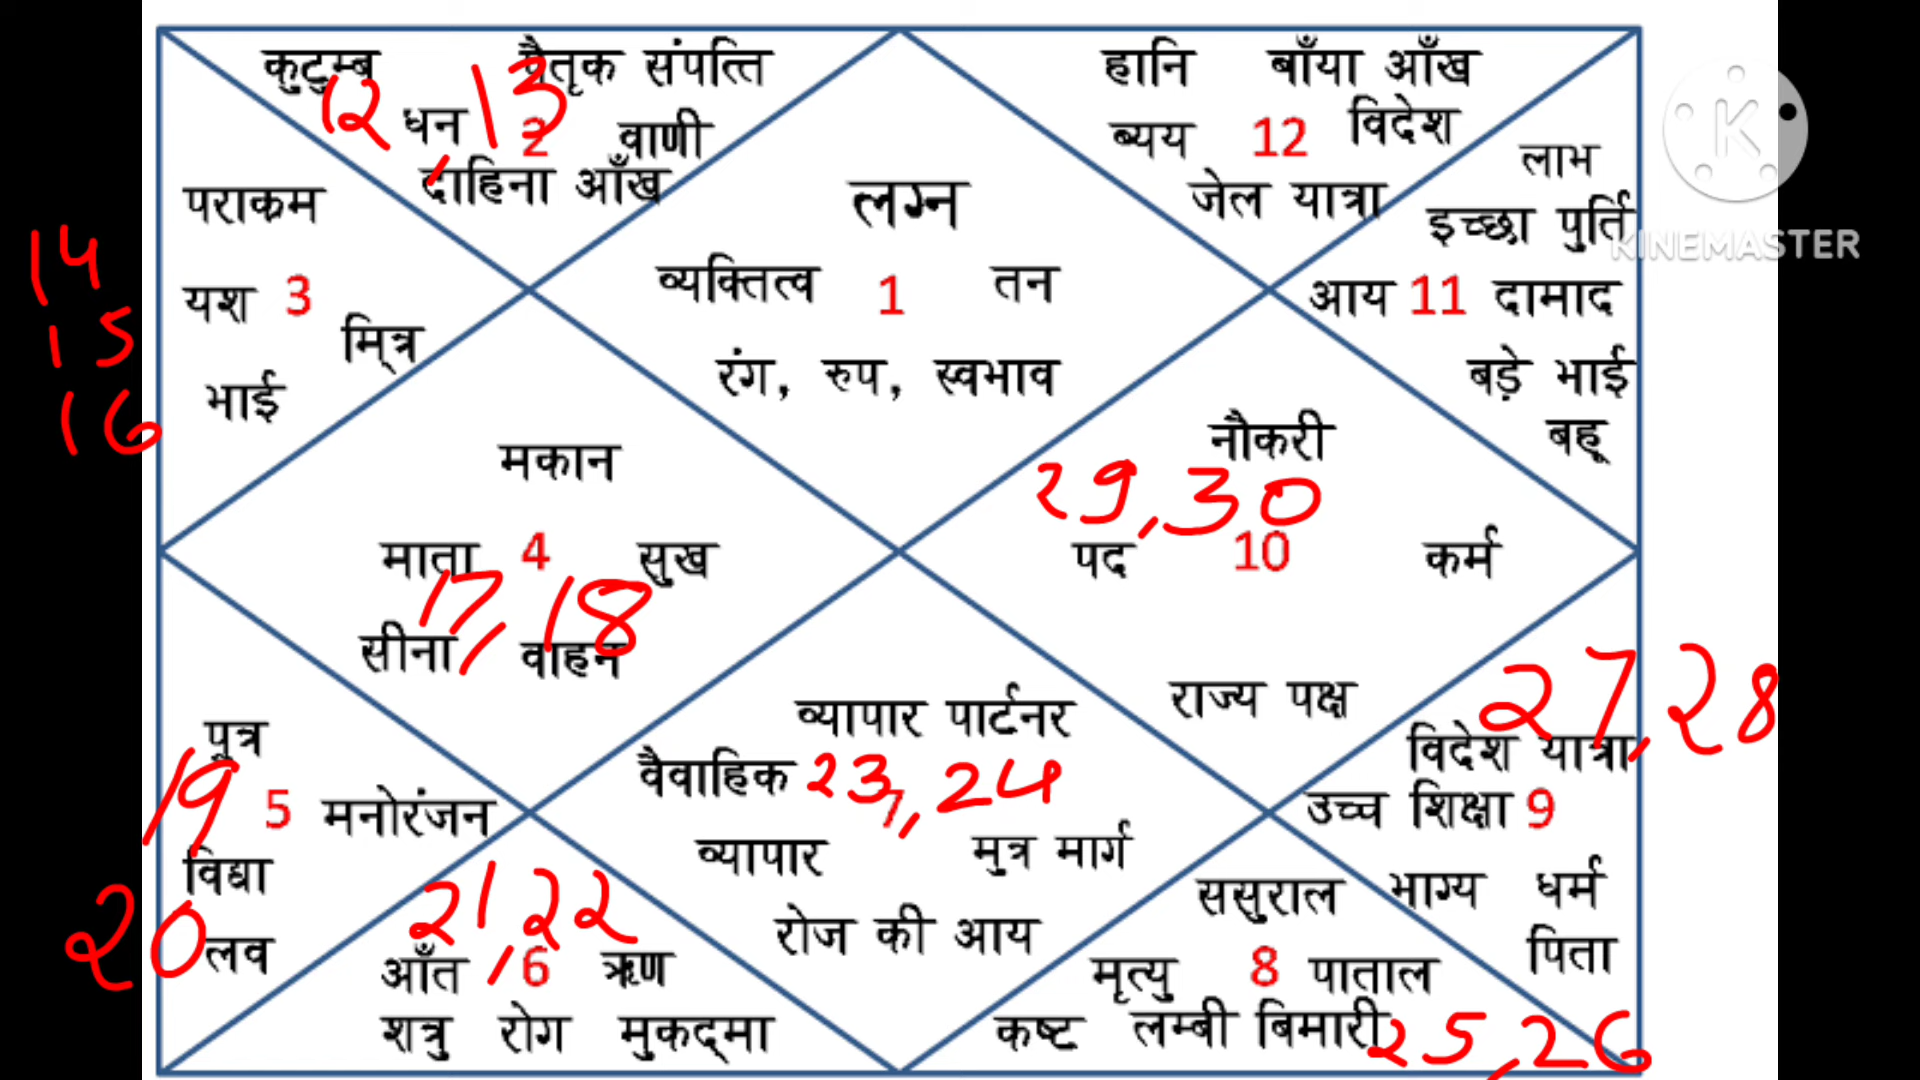 कुटुम्ब पैतृक संपत्ति
12, 13
धन 2 वाणी
दाहिना आँख
हानि बाँया आँख
ब्यय 12 विदेश
जेल यात्रा
K
KINEMASTER
लग्न
व्यक्तित्व 1 तन
रंग, रुप, स्वभाव
पराक्रम
यश 3 मित्र
भाई
14
15
16
लाभ
इच्छा पुर्ति
आय 11 दामाद
बड़े भाई
बहू
मकान
माता 4 सुख
17, 18
सीना वाहन
नौकरी
29, 30
पद 10 कर्म
राज्य पक्ष
पुत्र
19
5 मनोरंजन
विद्या
20
लव
व्यापार पार्टनर
वैवाहिक 23, 24
7
व्यापार मुत्र मार्ग
रोज की आय
27, 28
विदेश यात्रा
उच्च शिक्षा 9
भाग्य धर्म
पिता
21, 22
आँत 6 ऋण
शत्रु रोग मुकद्मा
ससुराल
मृत्यु 8 पाताल
कष्ट लम्बी बिमारी
25, 26